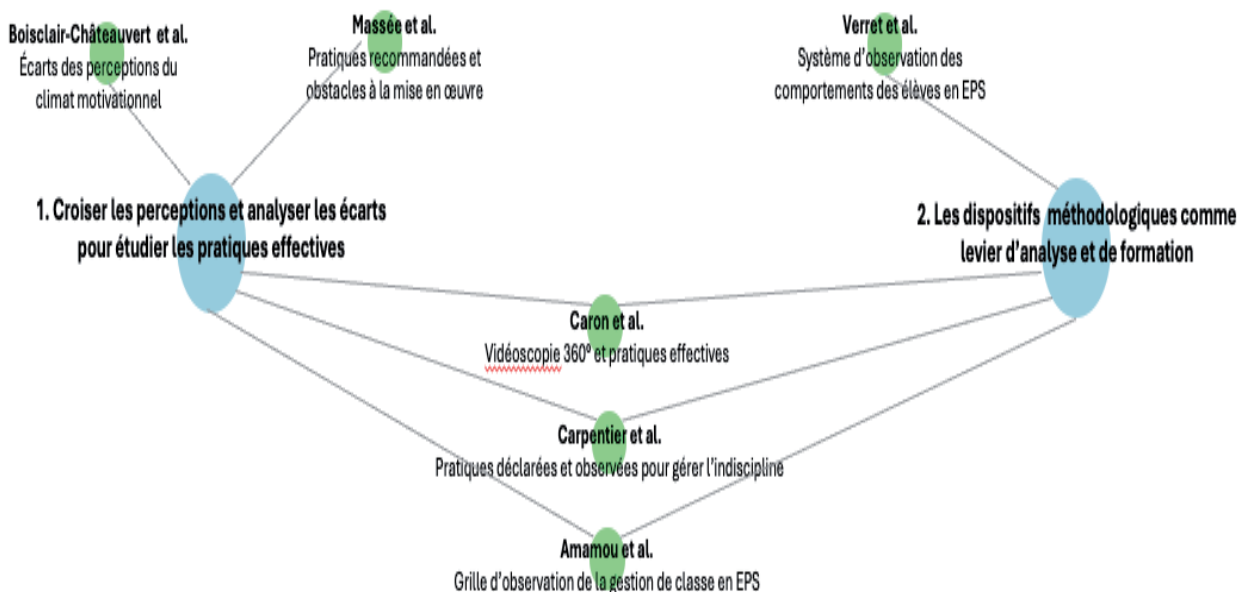 Boisclair-Châteauvert et al.
Écarts des perceptions du
climat motivationnel
Massée et al.
Pratiques recommandées et
obstacles à la mise en œuvre
Verret et al.
Système d'observation des
comportements des élèves en EPS
1. Croiser les perceptions et analyser les écarts
pour étudier les pratiques effectives
2. Les dispositifs méthodologiques comme
levier d'analyse et de formation
Caron et al.
Vidéoscopie 360° et pratiques effectives
Carpentier et al.
Pratiques déclarées et observées pour gérer l'indiscipline
Amamou et al.
Grille d'observation de la gestion de classe en EPS